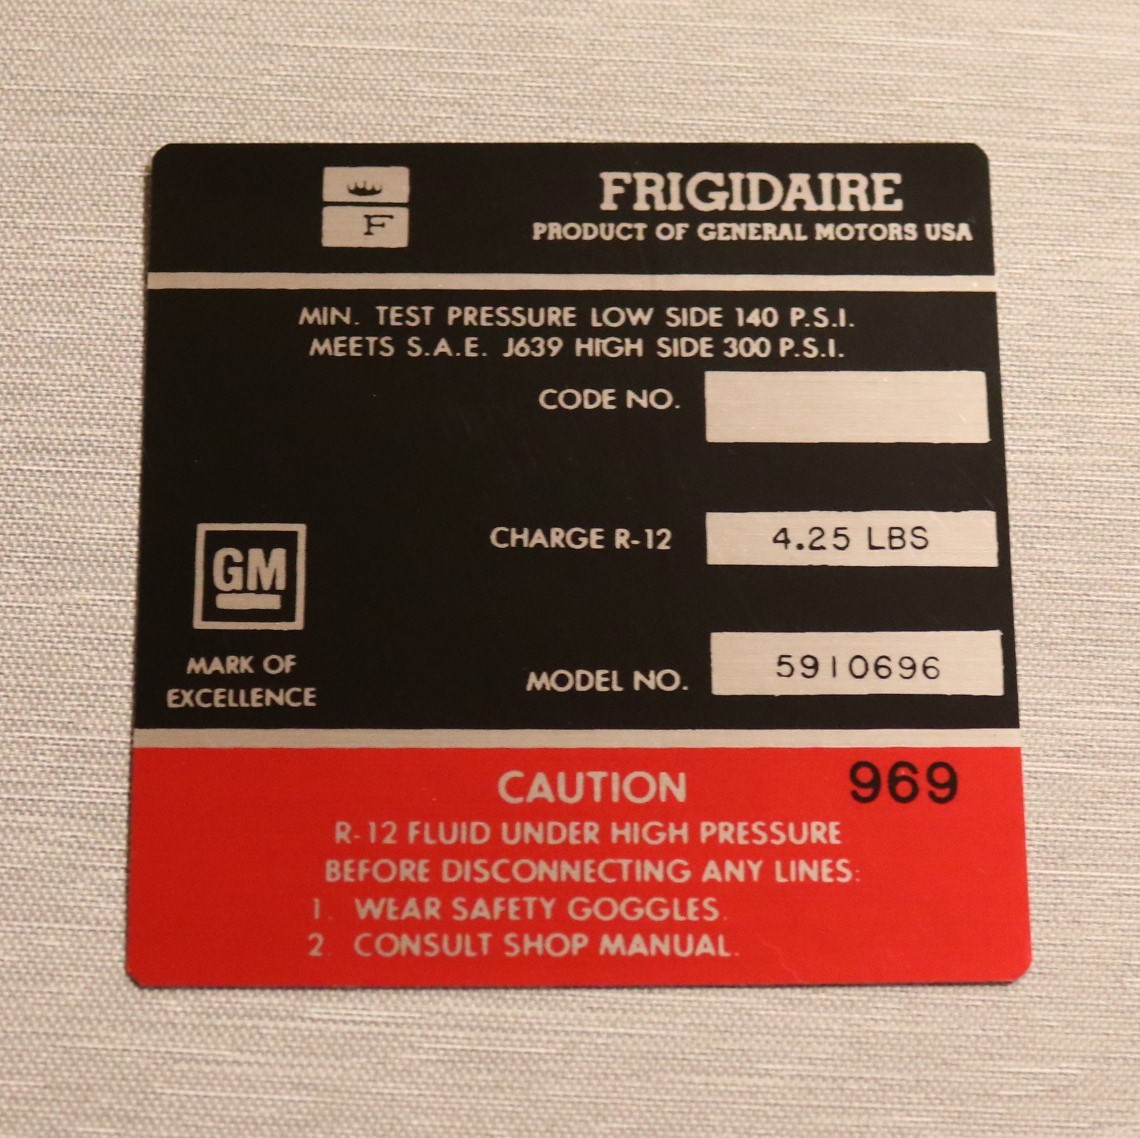 F
FRIGIDAIRE
PRODUCT OF GENERAL MOTORS USA
MIN. TEST PRESSURE LOW SIDE 140 P.S.I.
MEETS S.A.E. J639 HIGH SIDE 300 P.S.I.
CODE NO.
CHARGE R-12 4.25 LBS
GM
MARK OF
EXCELLENCE
MODEL NO. 5910696
CAUTION 969
R-12 FLUID UNDER HIGH PRESSURE
BEFORE DISCONNECTING ANY LINES:
1. WEAR SAFETY GOGGLES.
2. CONSULT SHOP MANUAL.